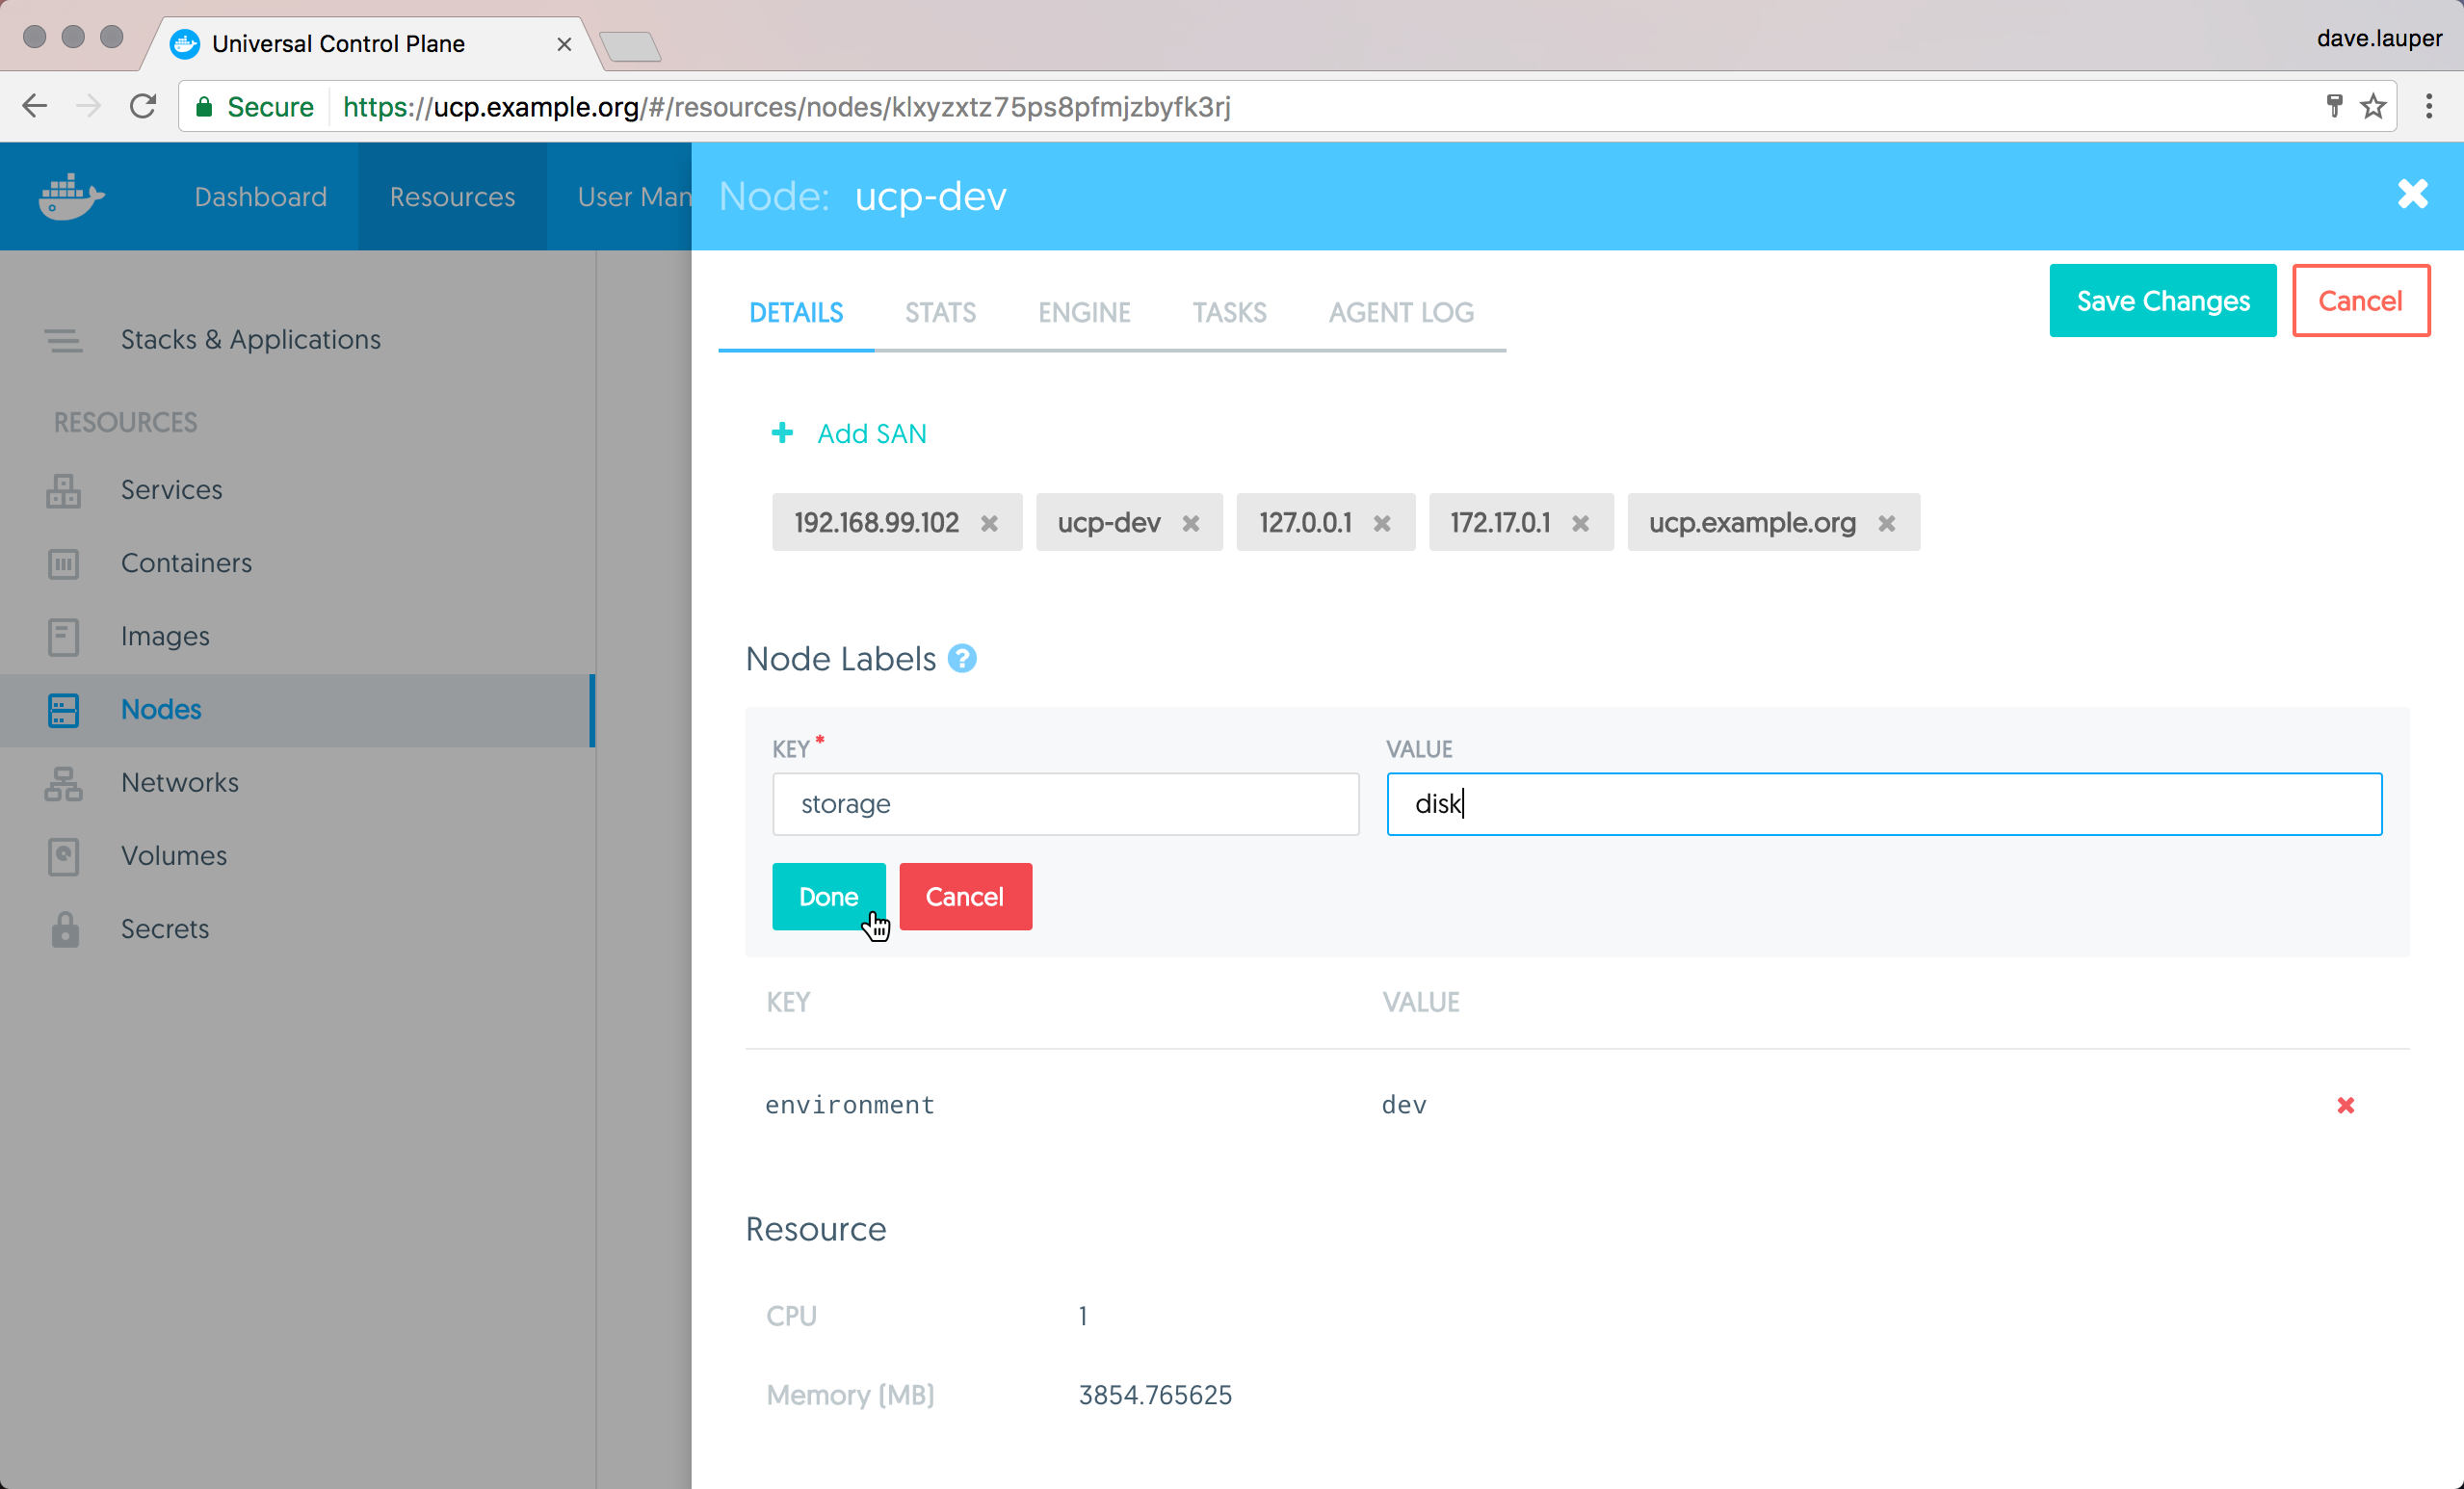 Universal Control Plane
dave.lauper
Secure https://ucp.example.org/#/resources/nodes/klxyzxtz75ps8pfmjzbyfk3rj
Dashboard Resources User Man
Node: ucp-dev
DETAILS STATS ENGINE TASKS AGENT LOG
Save Changes Cancel
Stacks & Applications
RESOURCES
Services
Containers
Images
Nodes
Networks
Volumes
Secrets
Add SAN
192.168.99.102 ucp-dev 127.0.0.1 172.17.0.1 ucp.example.org
Node Labels ?
KEY * VALUE
storage disk
Done Cancel
KEY VALUE
environment dev
Resource
CPU 1
Memory (MB) 3854.765625